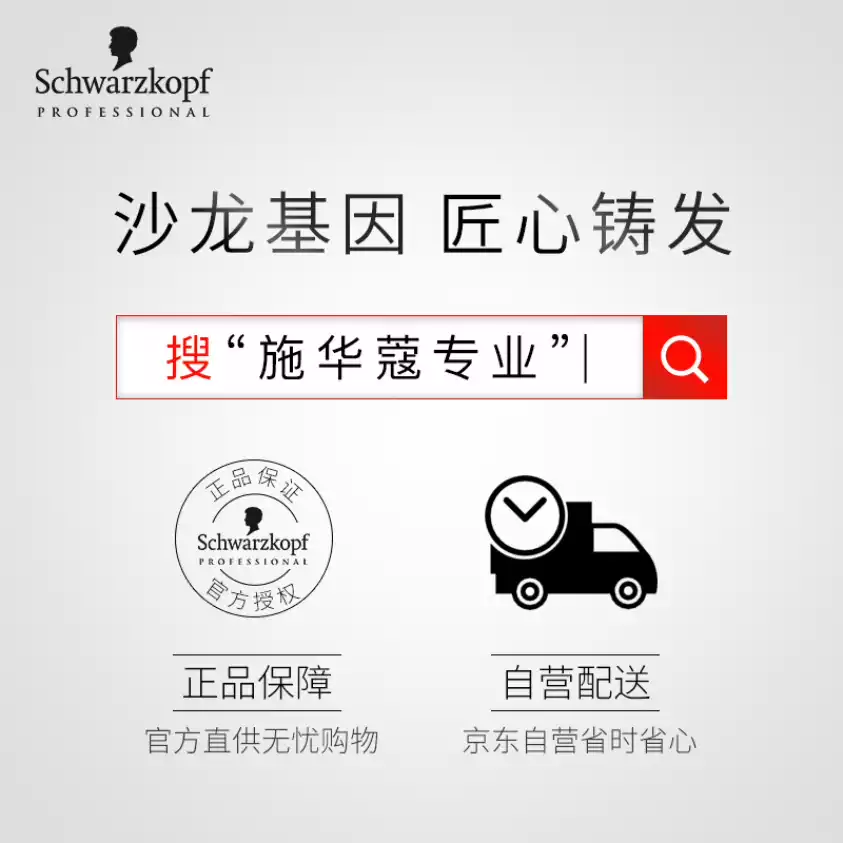 Schwarzkopf
PROFESSIONAL
沙龙基因 匠心铸发
搜“施华蔻专业”|
正品保证
Schwarzkopf
PROFESSIONAL
官方授权
正品保障
官方直供无忧购物
自营配送
京东自营省时省心